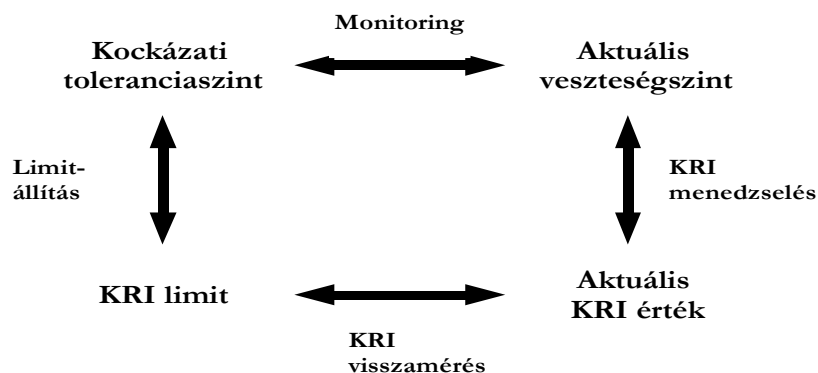 Monitoring
Kockázati
toleranciaszint
Aktuális
veszteségszint
Limit-
állítás
KRI
menedzselés
KRI limit
Aktuális
KRI érték
KRI
visszamérés